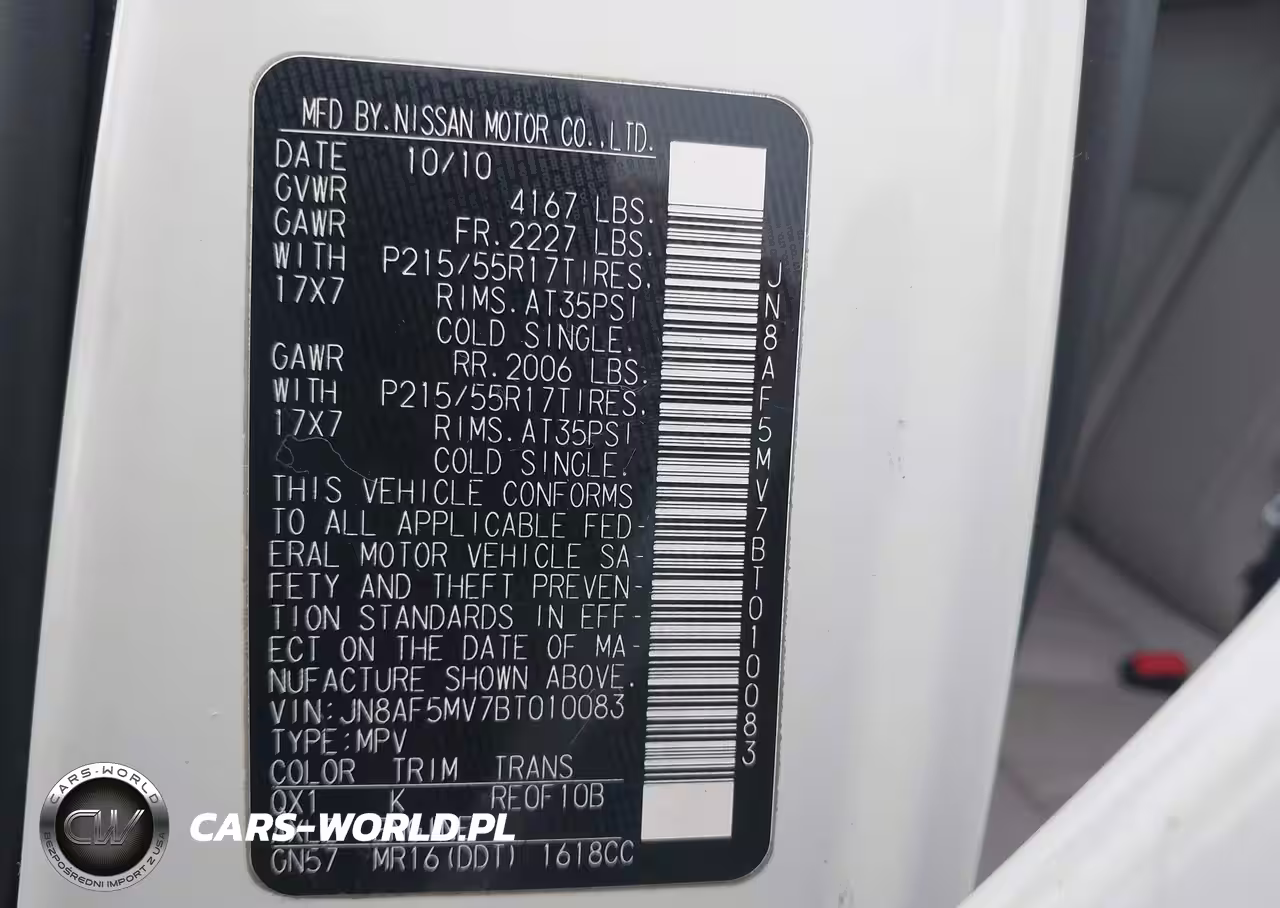 MFD BY.NISSAN MOTOR CO.,LTD.
DATE 10/10
GVWR 4167 LBS.
GAWR FR.2227 LBS.
WITH P215/55R17TIRES.
17X7 RIMS.AT35PSI
COLD SINGLE.
GAWR RR.2006 LBS.
WITH P215/55R17TIRES.
17X7 RIMS.AT35PSI
COLD SINGLE.
THIS VEHICLE CONFORMS
TO ALL APPLICABLE FED-
ERAL MOTOR VEHICLE SA-
FETY AND THEFT PREVEN-
TION STANDARDS IN EFF-
ECT ON THE DATE OF MA-
NUFACTURE SHOWN ABOVE.
VIN:JN8AF5MV7BT010083
TYPE:MPV
COLOR TRIM TRANS
QX1 K RE0F10B
GN57 MR16(DDT) 1618CC
JN8AF5MV7BT010083
CARS-WORLD
CW
BEZPOŚREDNI IMPORT Z USA
CARS-WORLD.PL